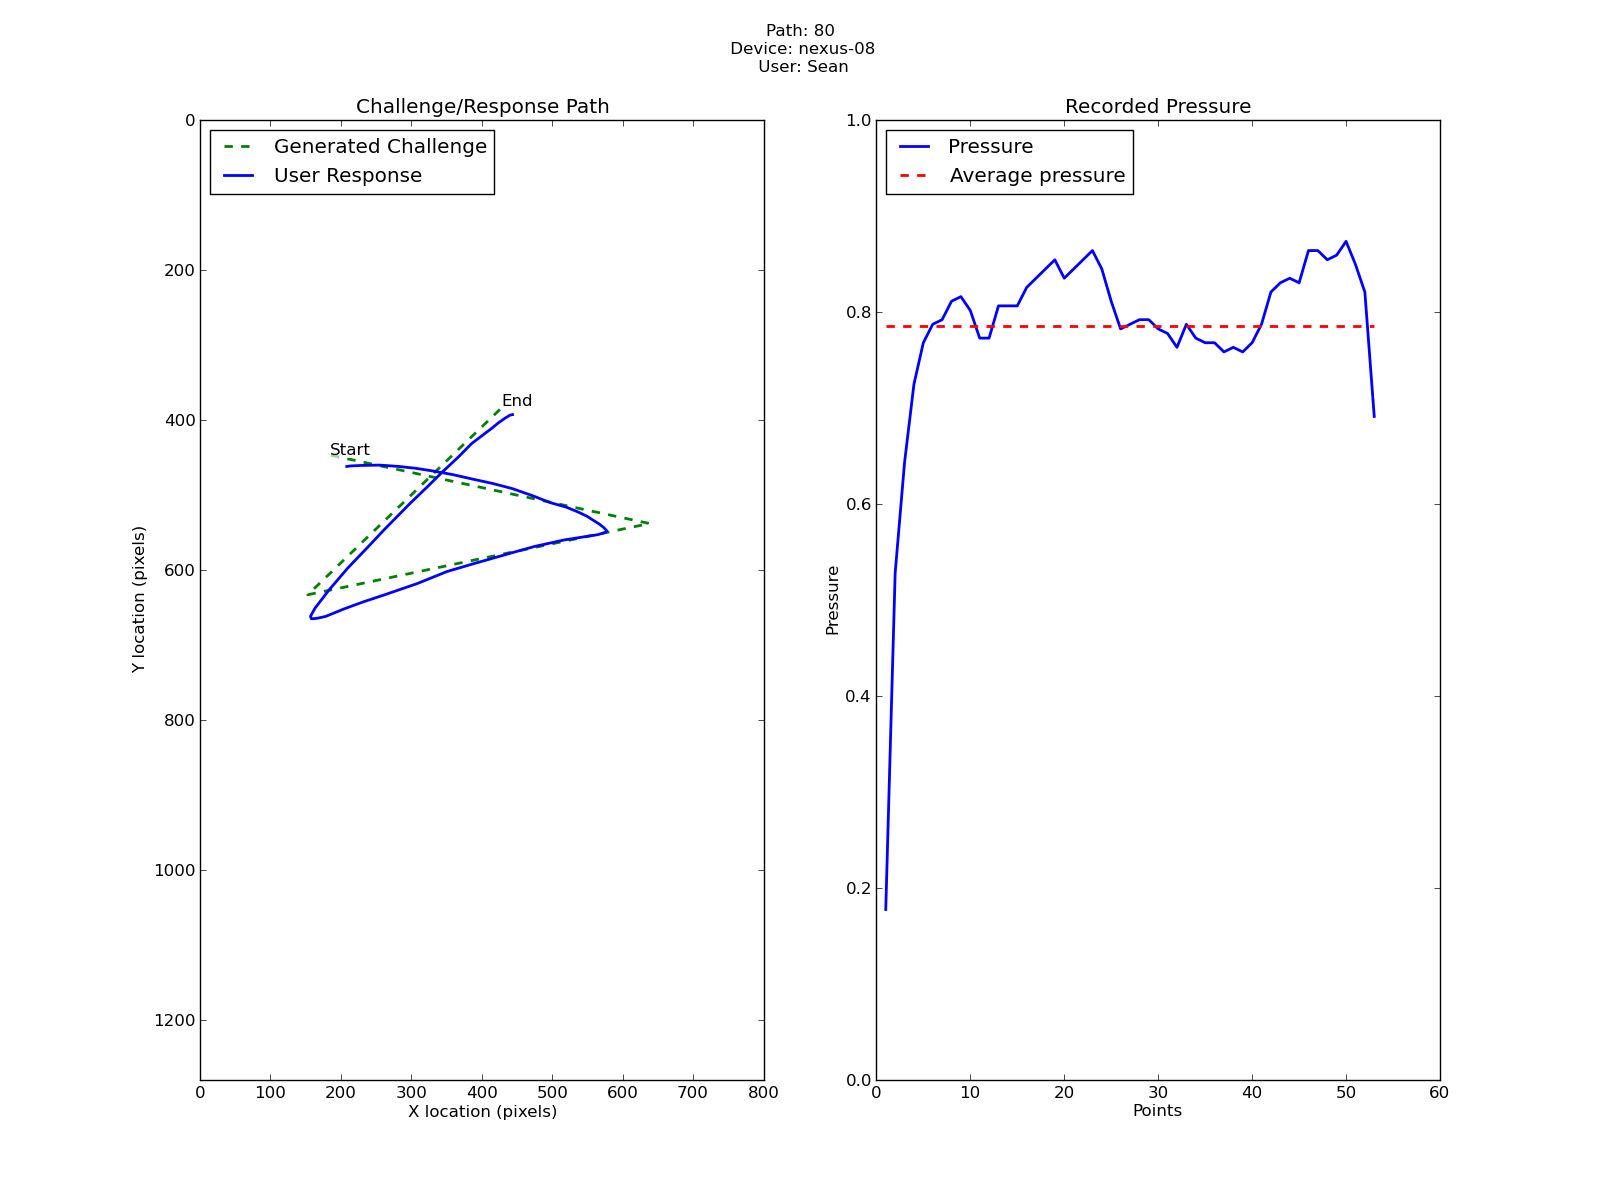 Path: 80
Device: nexus-08
User: Sean
Challenge/Response Path
Generated Challenge
User Response
Start
End
0
200
400
600
800
1000
1200
Y location (pixels)
0 100 200 300 400 500 600 700 800
X location (pixels)
Recorded Pressure
Pressure
Average pressure
1.0
0.8
0.6
0.4
0.2
0.0
Pressure
0 10 20 30 40 50 60
Points